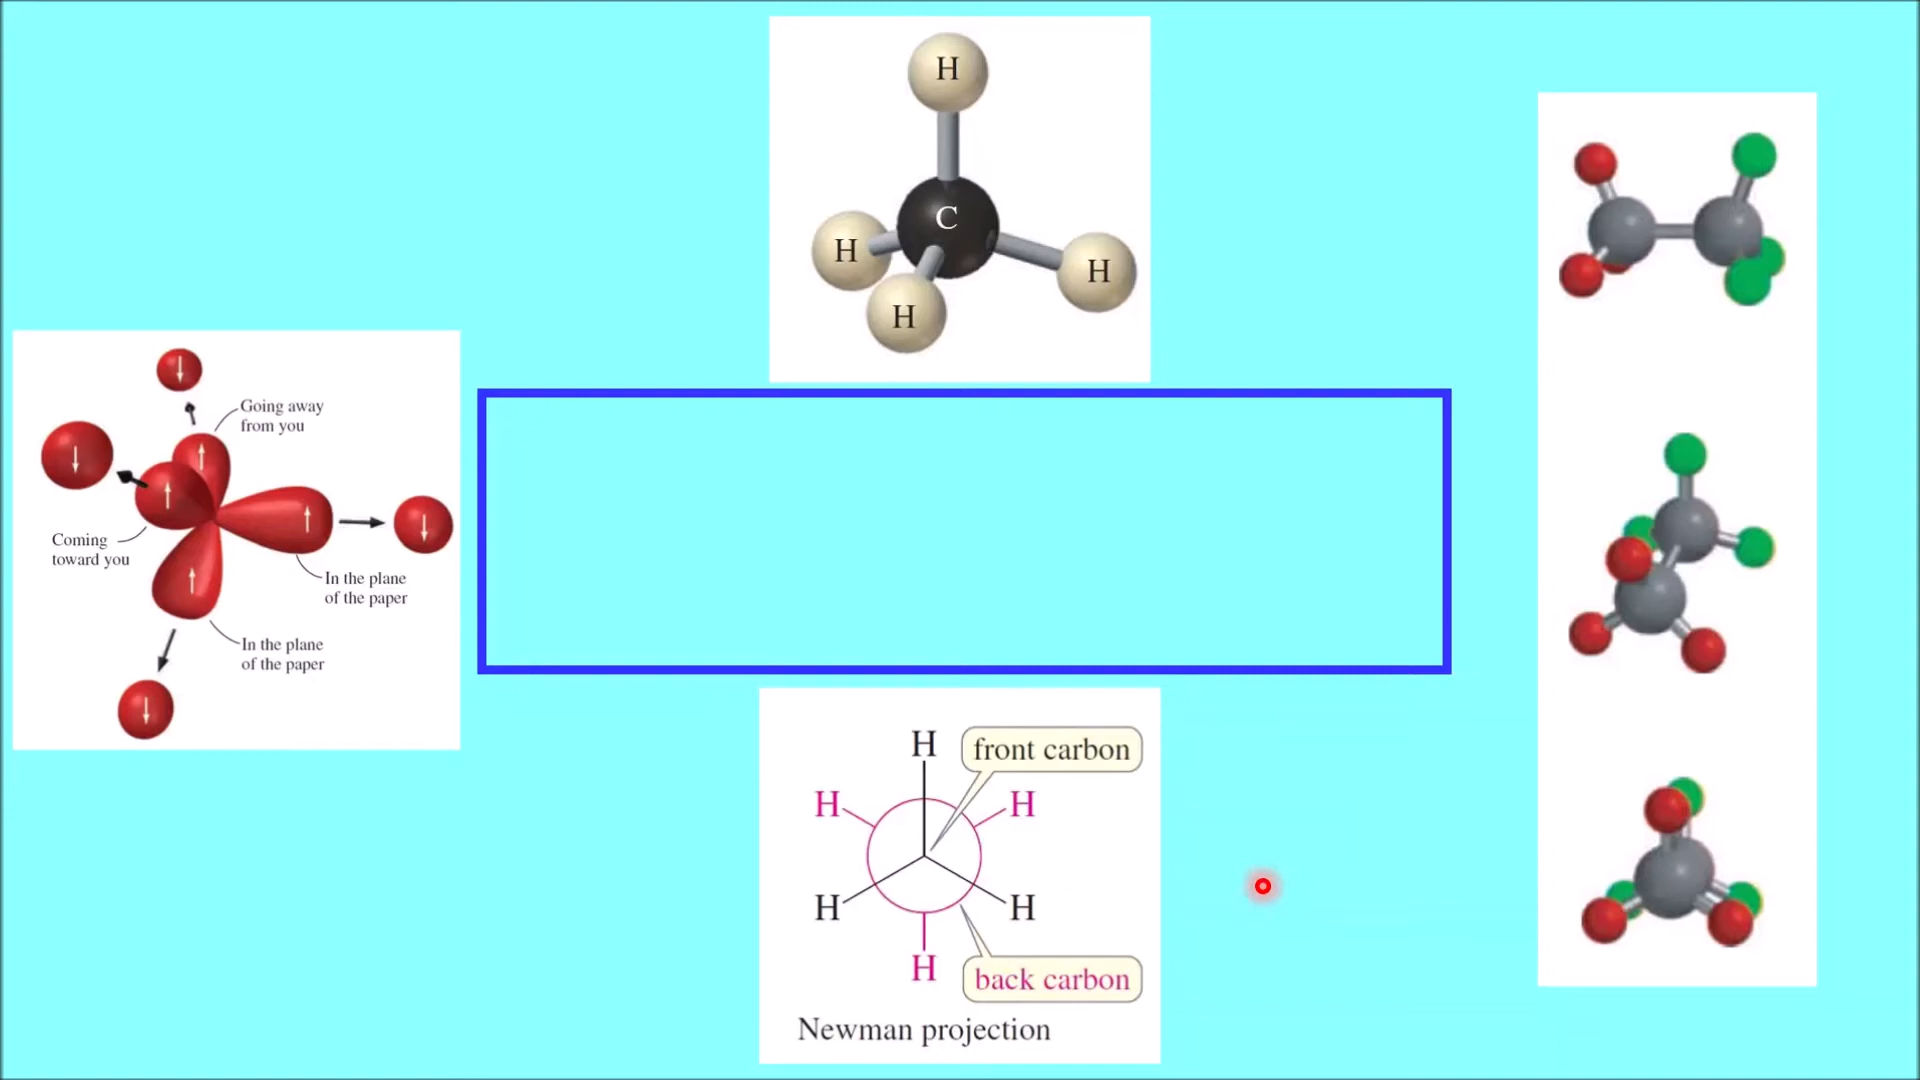 H
C
H
H
H
Going away
from you
Coming
toward you
In the plane
of the paper
In the plane
of the paper
H
front carbon
H
H
H
H
H
back carbon
Newman projection